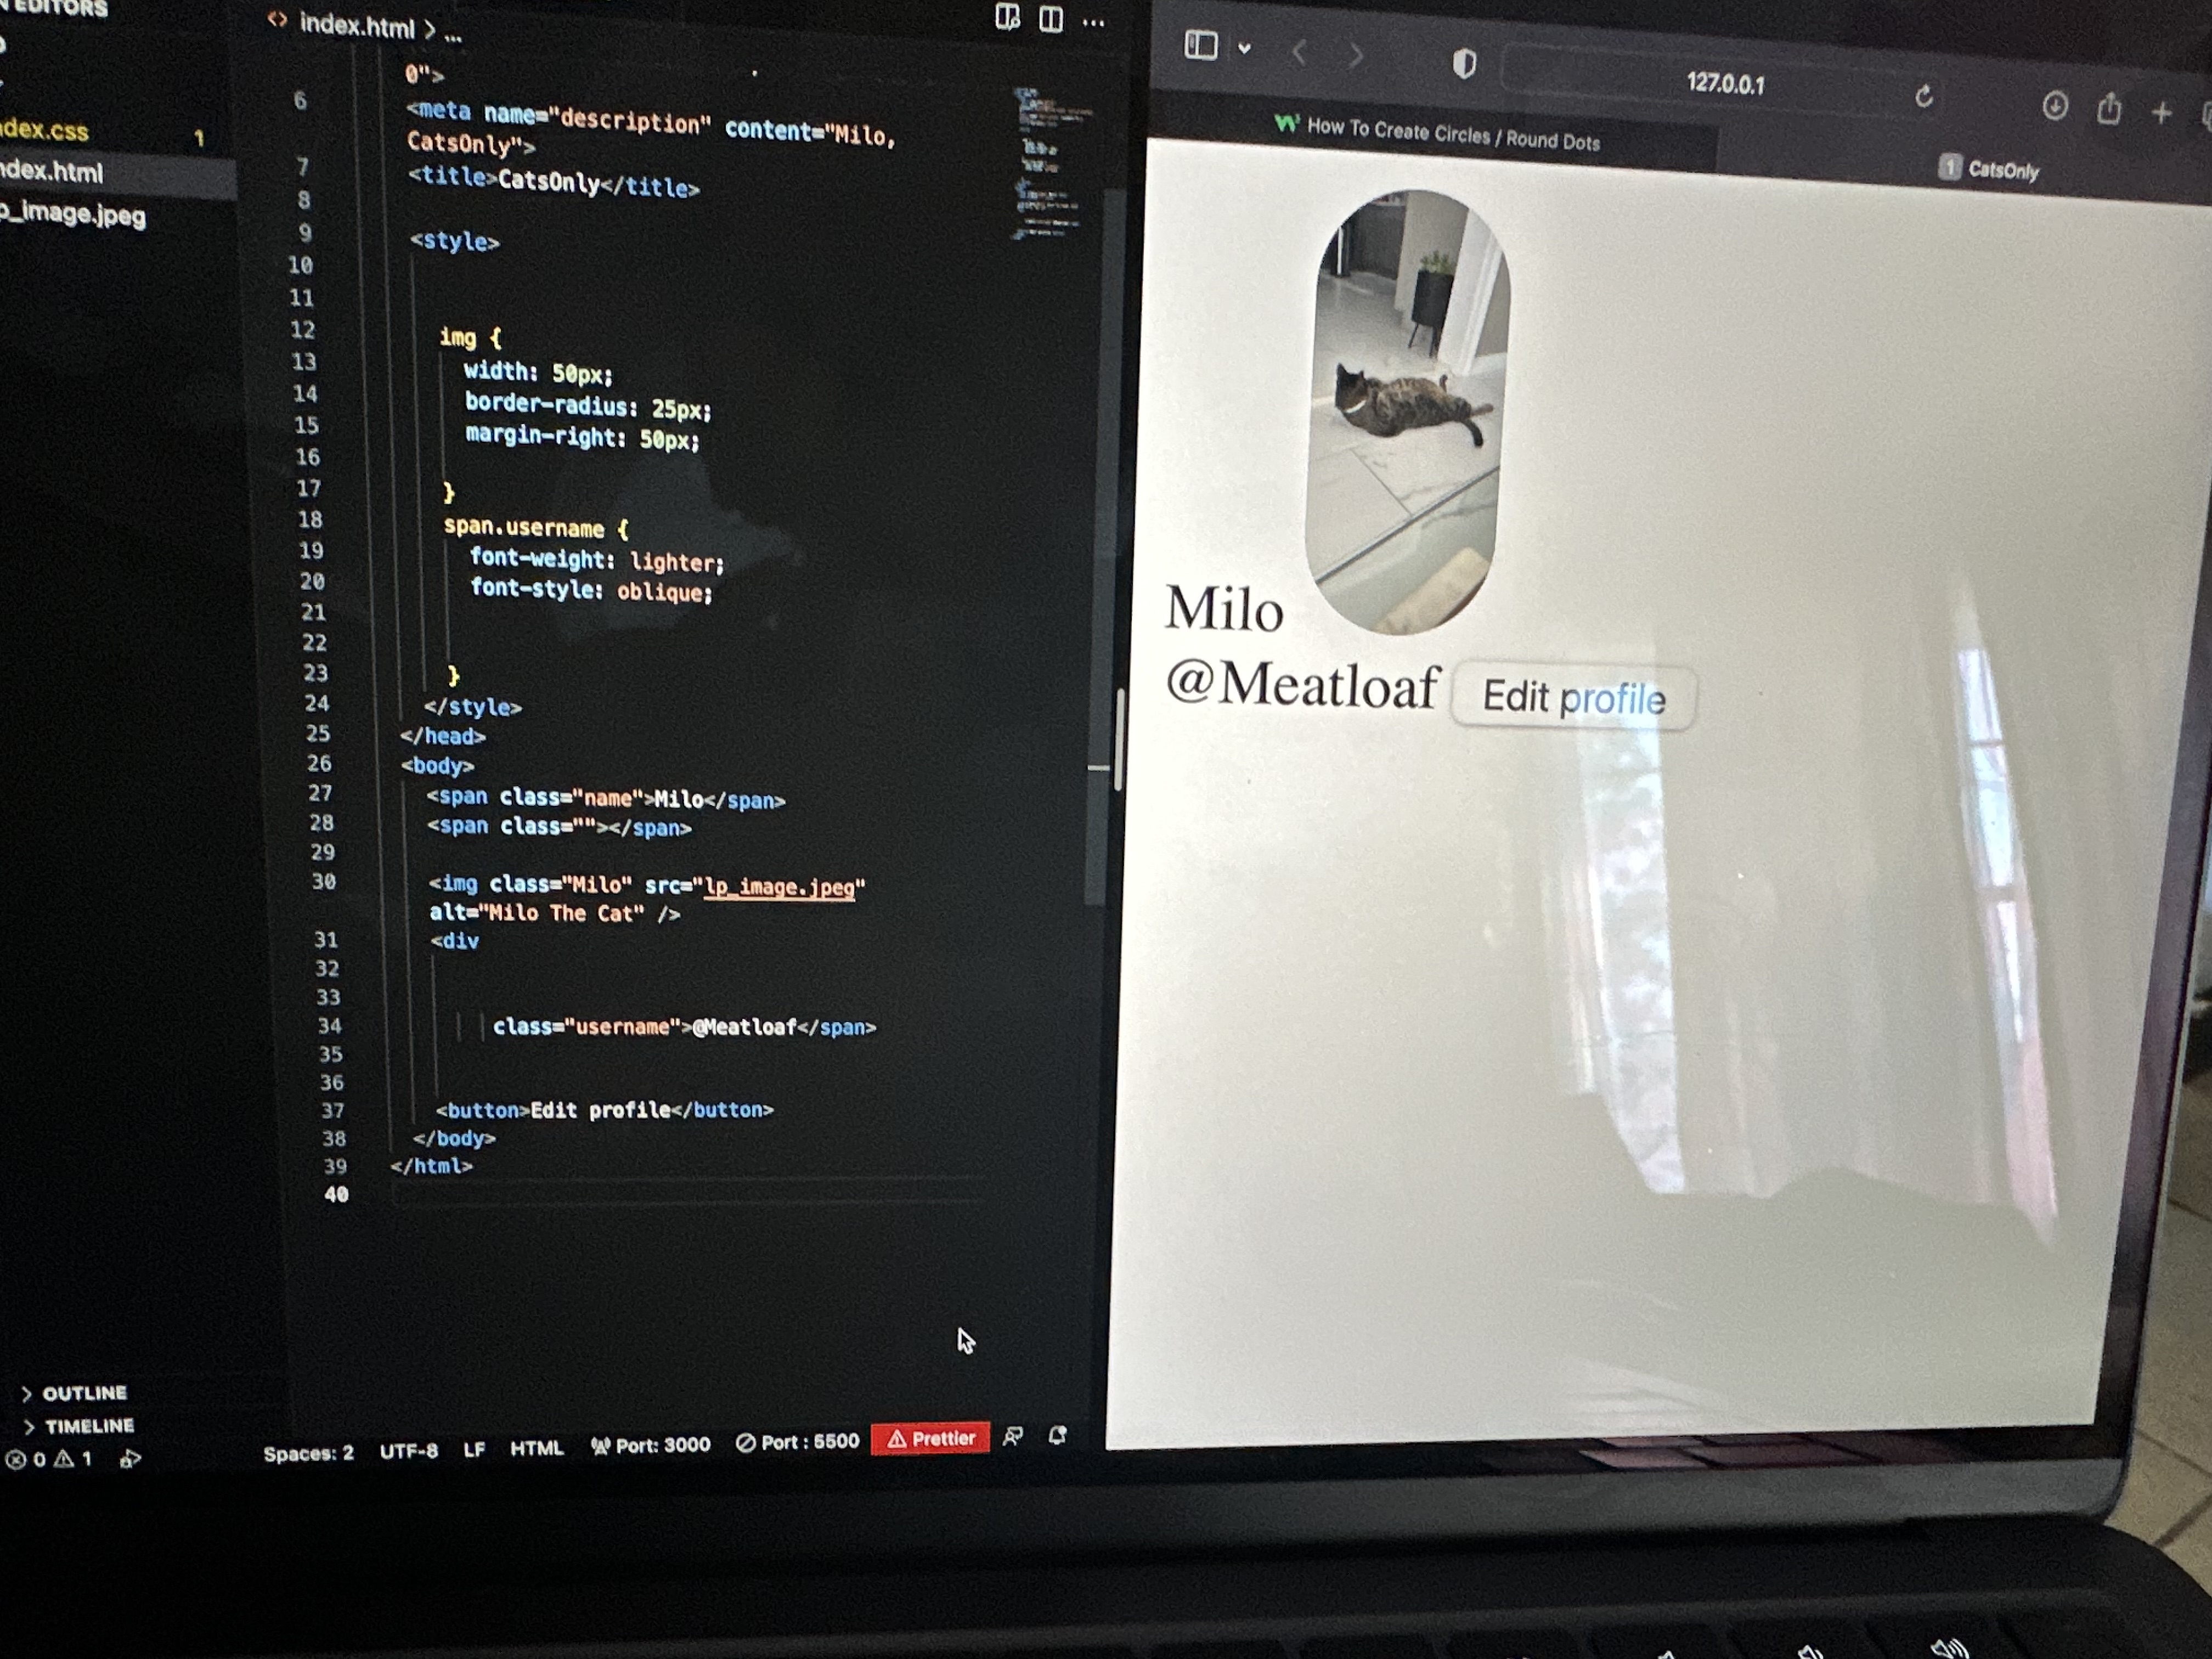 EDITORS
dex.css 1
dex.html
p_image.jpeg
OUTLINE
TIMELINE
0 1
<> index.html > ...
0">
6 <meta name="description" content="Milo,
CatsOnly">
7 <title>CatsOnly</title>
8
9 <style>
10
11
12 img {
13 width: 50px;
14 border-radius: 25px;
15 margin-right: 50px;
16
17 }
18 span.username {
19 font-weight: lighter;
20 font-style: oblique;
21
22
23 }
24 </style>
25 </head>
26 <body>
27 <span class="name">Milo</span>
28 <span class=""></span>
29
30 <img class="Milo" src="lp_image.jpeg"
alt="Milo The Cat" />
31 <div
32
33
34 class="username">@Meatloaf</span>
35
36
37 <button>Edit profile</button>
38 </body>
39 </html>
40
Spaces: 2 UTF-8 LF HTML Port: 3000 Port : 5500 Prettier
127.0.0.1
How To Create Circles / Round Dots
1 CatsOnly
Milo
@Meatloaf Edit profile